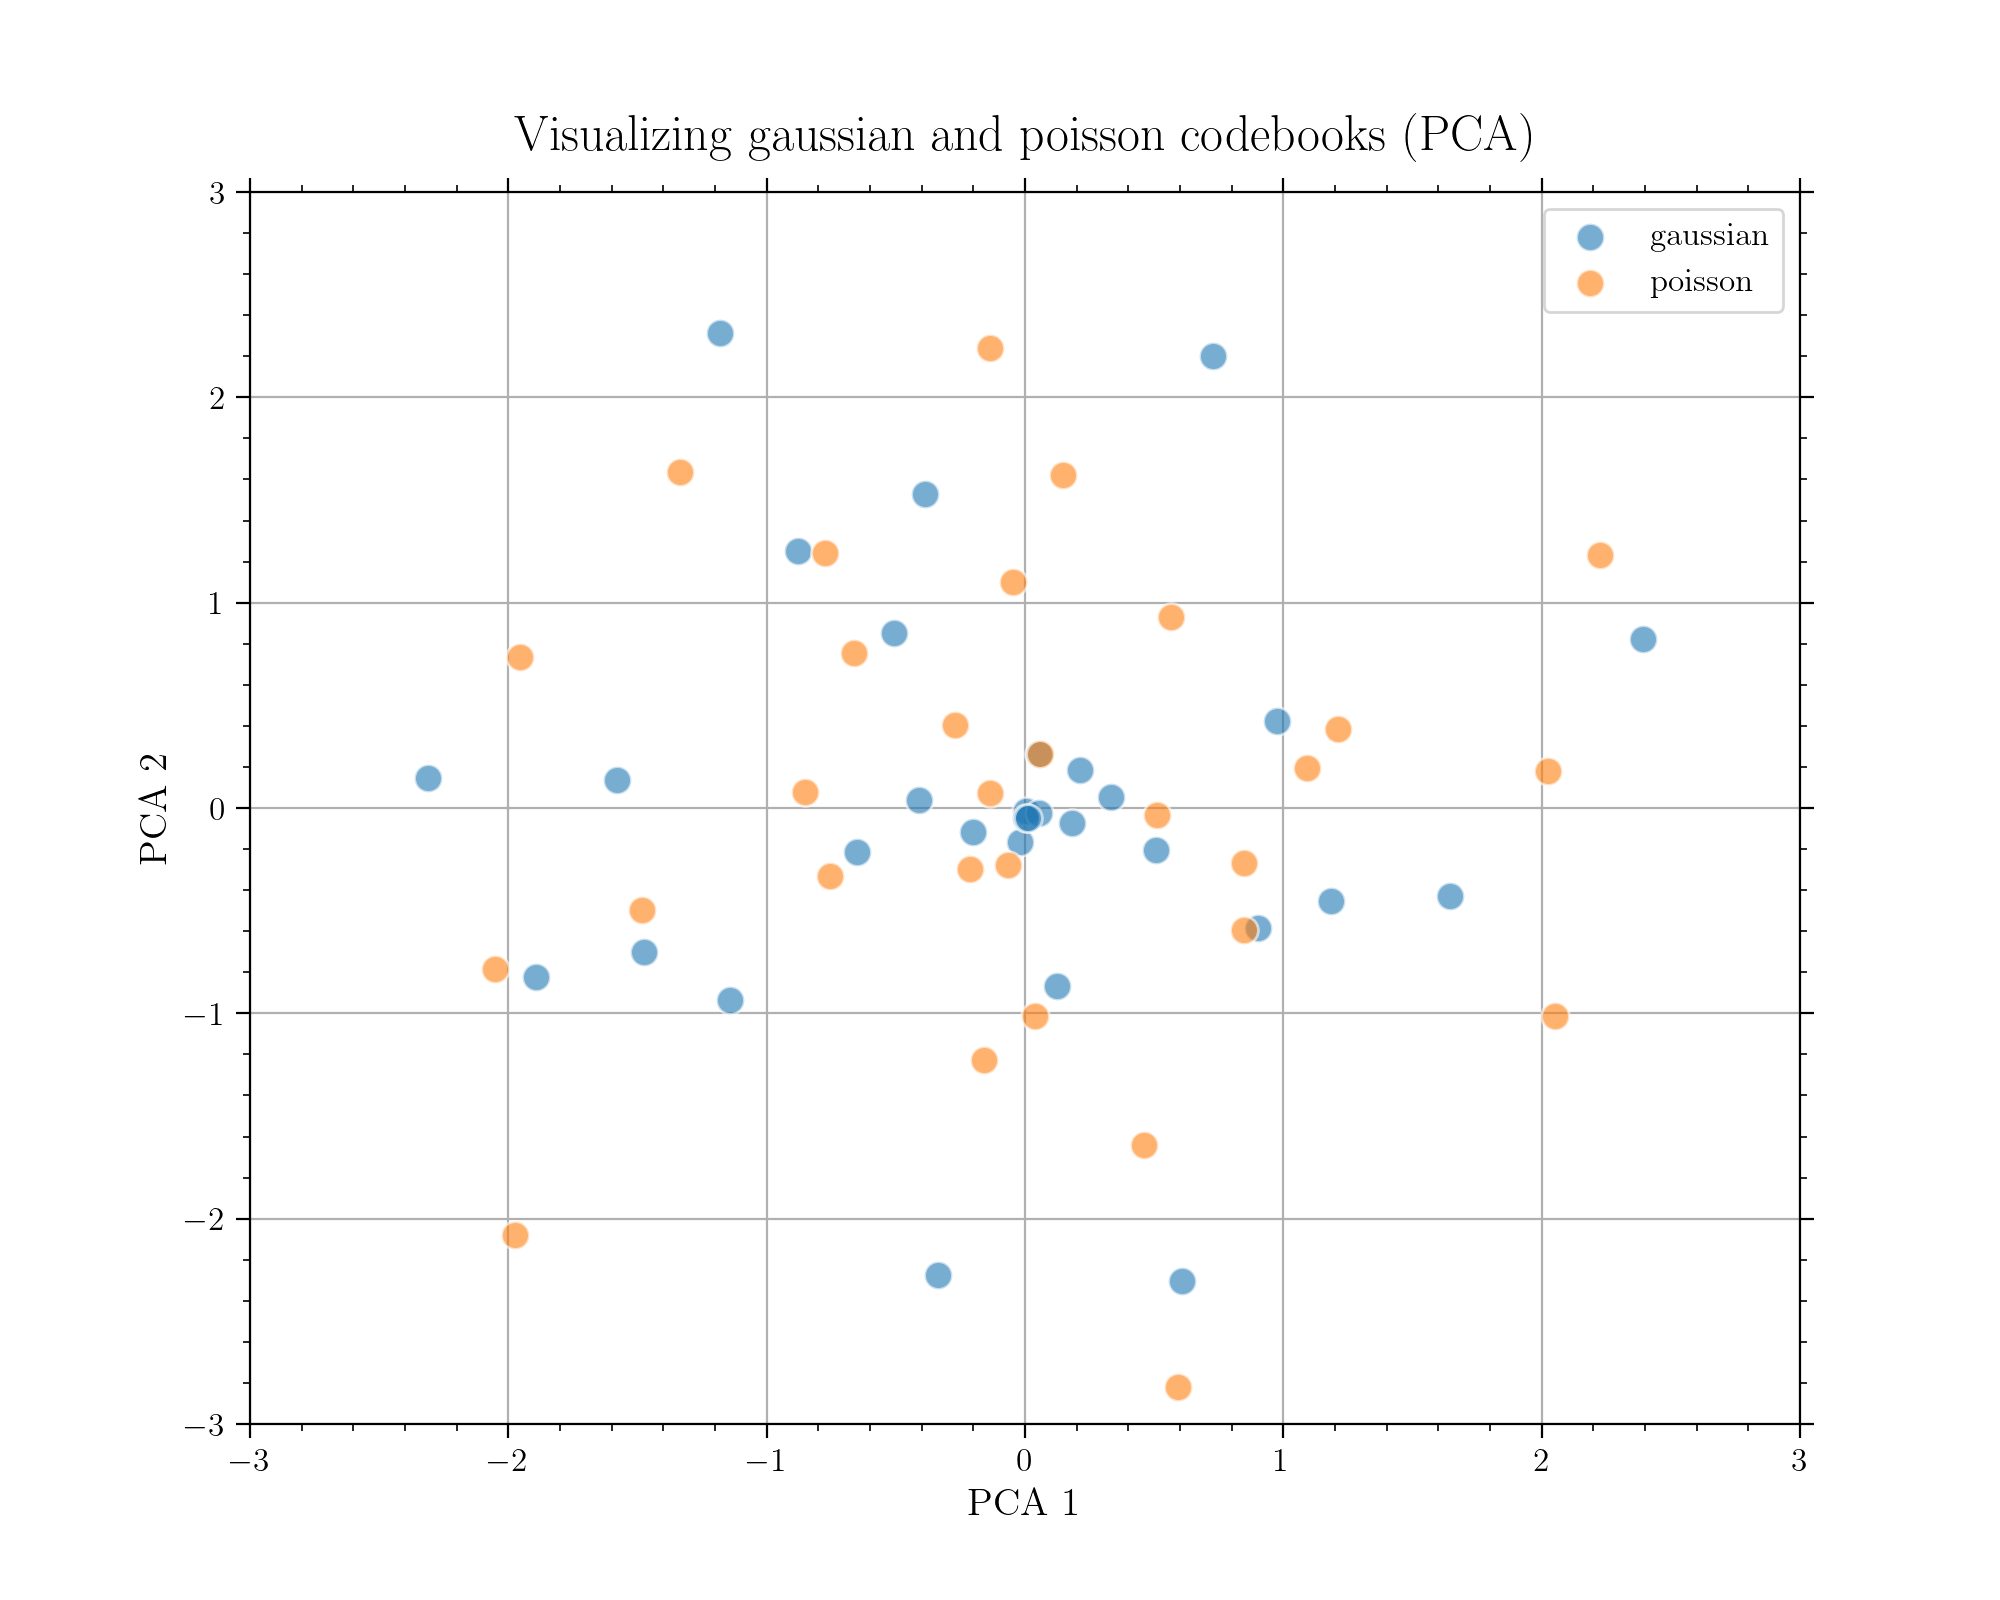 Visualizing gaussian and poisson codebooks (PCA)
gaussian
poisson
3
2
1
0
−1
−2
−3
PCA 2
−3
−2
−1
0
1
2
3
PCA 1